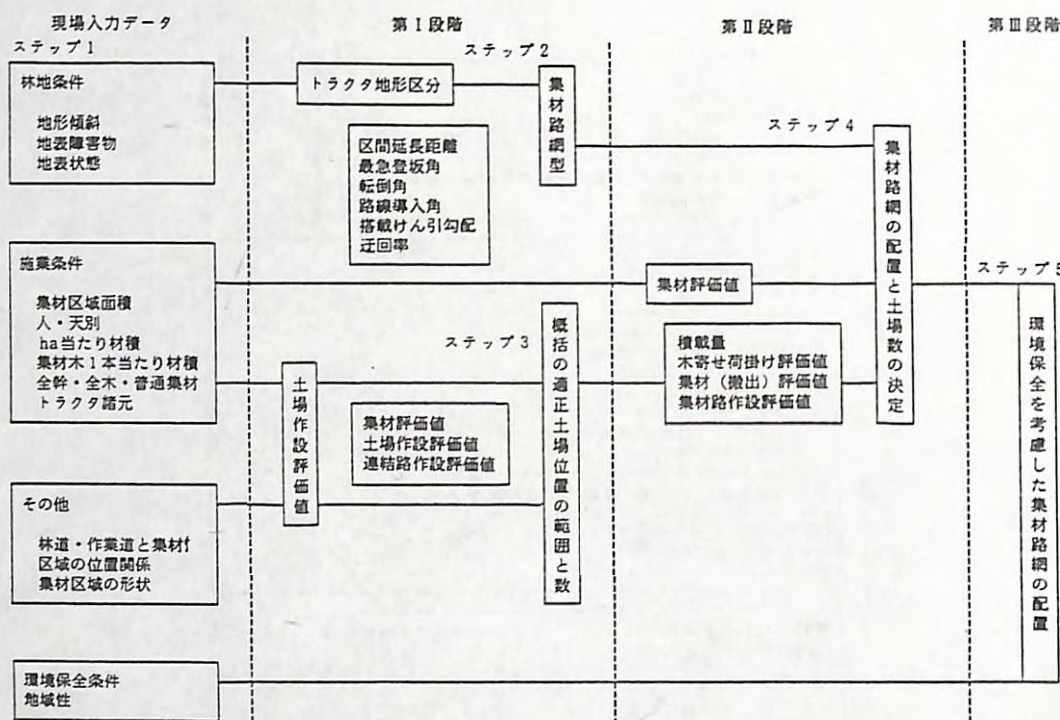 現場入力データ
第Ⅰ段階
第Ⅱ段階
第Ⅲ段階
ステップ1
林地条件
地形傾斜
地表障害物
地表状態
施業条件
集材区域面積
人・天別
ha当たり材積
集材木1本当たり材積
全幹・全木・普通集材
トラクタ諸元
その他
林道・作業道と集材
区域の位置関係
集材区域の形状
環境保全条件
地域性
ステップ2
トラクタ地形区分
集材路網型
区間延長距離
最急登坂角
転倒角
路線導入角
搭載けん引勾配
迂回率
ステップ3
土場作設評価値
集材評価値
土場作設評価値
連結路作設評価値
概括の適正土場位置の範囲と数
ステップ4
集材評価値
積載量
木寄せ荷掛け評価値
集材(搬出)評価値
集材路作設評価値
集材路網の配置と土場数の決定
ステップ5
環境保全を考慮した集材路網の配置